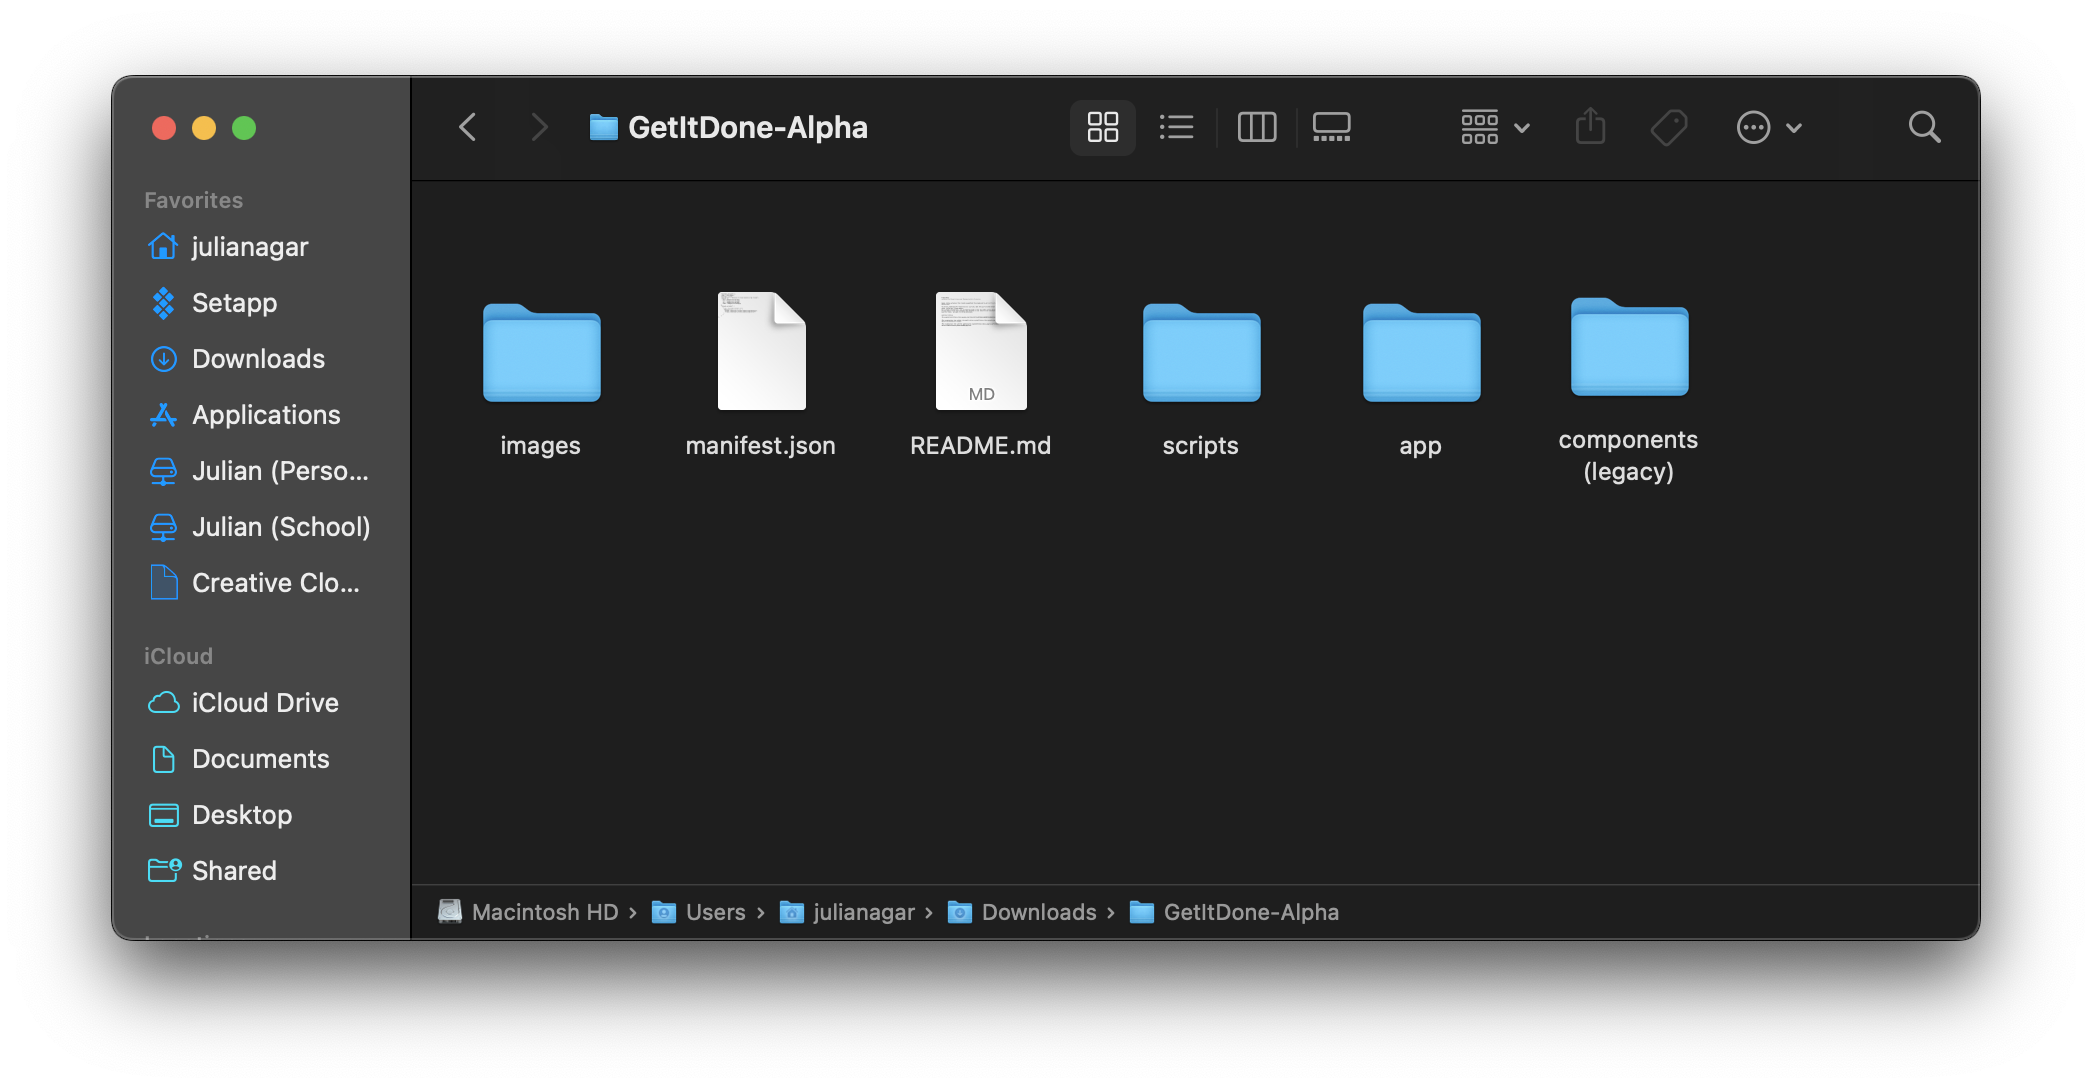 GetItDone-Alpha
Favorites
julianagar
Setapp
Downloads
Applications
Julian (Perso...
Julian (School)
Creative Clo...
iCloud
iCloud Drive
Documents
Desktop
Shared
images
manifest.json
MD
README.md
scripts
app
components
(legacy)
Macintosh HD › Users › julianagar › Downloads › GetItDone-Alpha